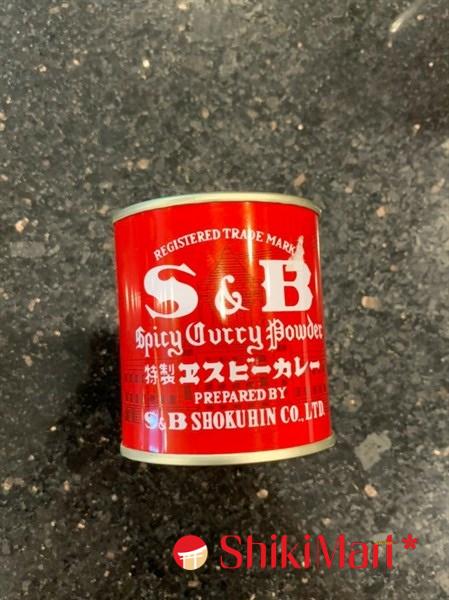 REGISTERED TRADE MARK
S & B
Spicy Curry Powder
特製 エスビーカレー
PREPARED BY
S&B SHOKUHIN CO., LTD.
ShikiMart*